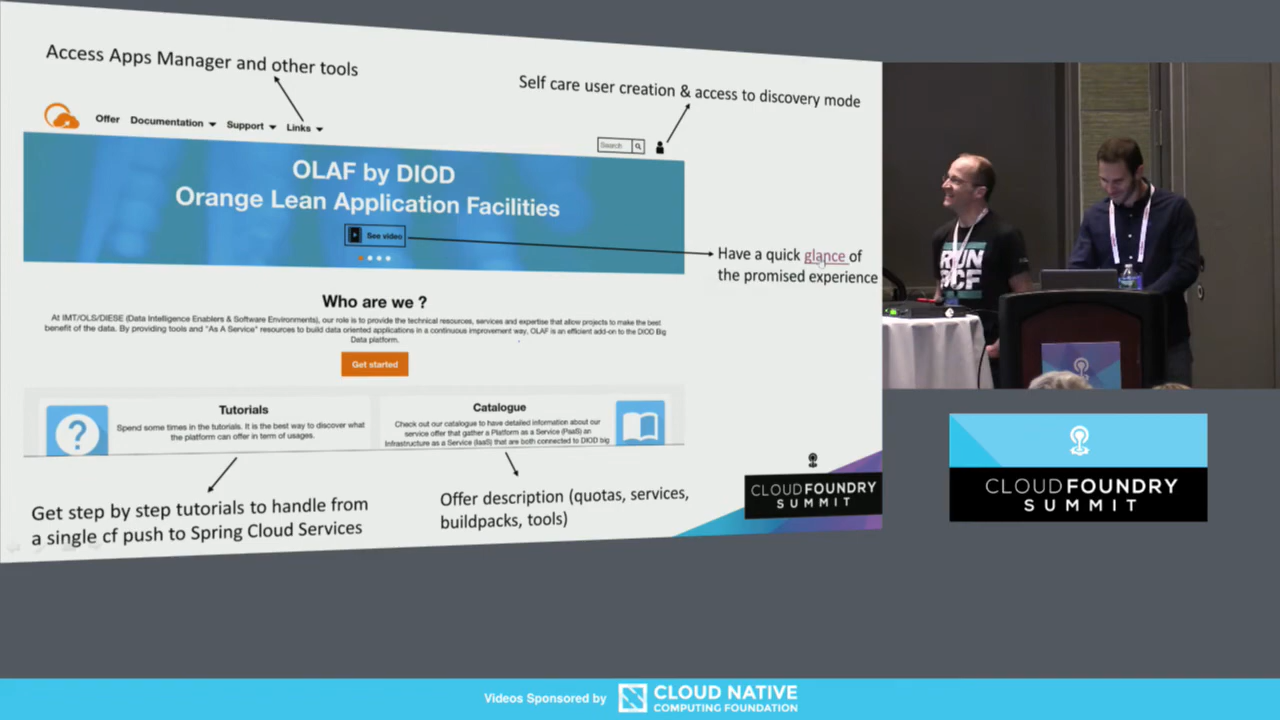 Access Apps Manager and other tools
Self care user creation & access to discovery mode
Offer Documentation Support Links
Search
OLAF by DIOD
Orange Lean Application Facilities
See video
Have a quick glance of
the promised experience
Who are we ?
At IMT/OLS/DIESE (Data Intelligence Enablers & Software Environments), our role is to provide the technical resources, services and expertise that allow projects to make the best
benefit of the data. By providing tools and "As A Service" resources to build data oriented applications in a continuous improvement way, OLAF is an efficient add-on to the DIOD Big
Data platform.
Get started
Tutorials
Spend some times in the tutorials. It is the best way to discover what
the platform can offer in term of usages.
Catalogue
Check out our catalogue to have detailed information about our
service offer that gather a Platform as a Service (PaaS) an
Infrastructure as a Service (IaaS) that are both connected to DIOD big
Get step by step tutorials to handle from
a single cf push to Spring Cloud Services
Offer description (quotas, services,
buildpacks, tools)
CLOUDFOUNDRY
SUMMIT
RUN
PCF
CLOUDFOUNDRY
SUMMIT
Videos Sponsored by
CLOUD NATIVE
COMPUTING FOUNDATION